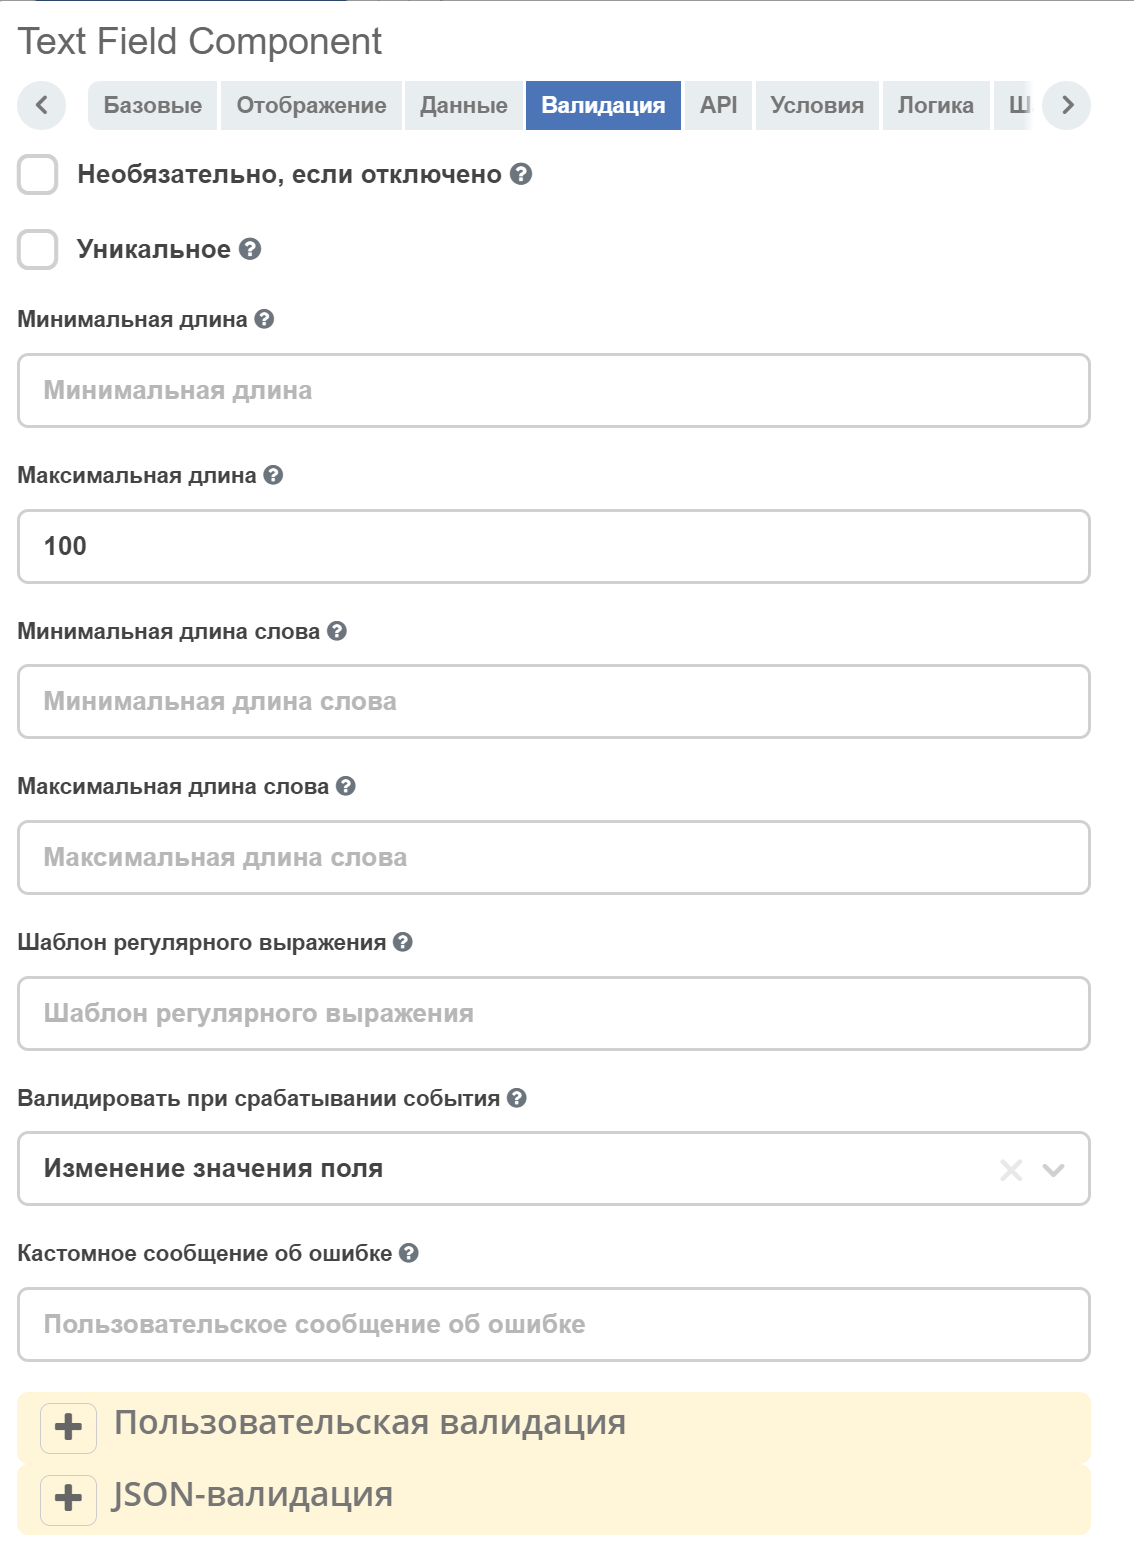 Text Field Component
Базовые Отображение Данные Валидация API Условия Логика
Необязательно, если отключено
Уникальное
Минимальная длина
Минимальная длина
Максимальная длина
100
Минимальная длина слова
Минимальная длина слова
Максимальная длина слова
Максимальная длина слова
Шаблон регулярного выражения
Шаблон регулярного выражения
Валидировать при срабатывании события
Изменение значения поля
Кастомное сообщение об ошибке
Пользовательское сообщение об ошибке
Пользовательская валидация
JSON-валидация